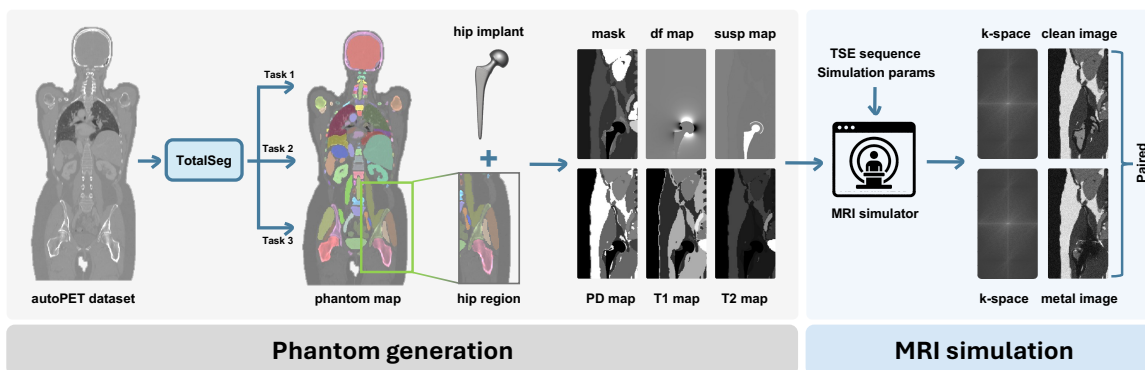 hip implant
mask df map susp map
k-space clean image
TSE sequence
Simulation params
Task 1
TotalSeg
Task 2
Task 3
MRI simulator
Paired
autoPET dataset
phantom map
hip region
PD map T1 map T2 map
k-space metal image
Phantom generation
MRI simulation